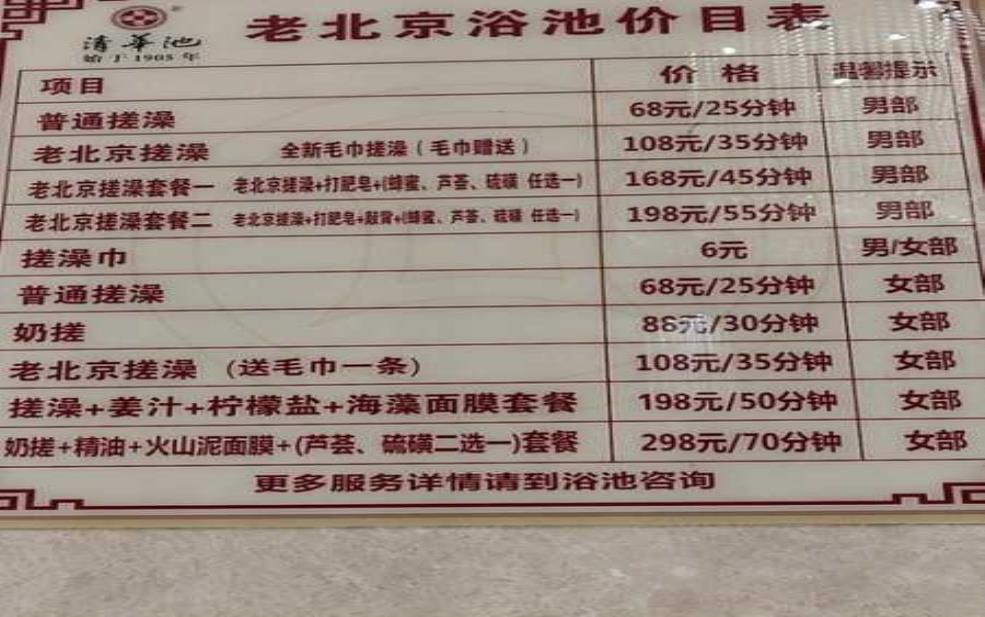 老北京浴池价目表
清华池
始于1905年
项目 价格 温馨提示
普通搓澡 68元/25分钟 男部
老北京搓澡 全新毛巾搓澡(毛巾赠送) 108元/35分钟 男部
老北京搓澡套餐一 老北京搓澡+打肥皂+(蜂蜜、芦荟、硫磺 任选一) 168元/45分钟 男部
老北京搓澡套餐二 老北京搓澡+打肥皂+敲背+(蜂蜜、芦荟、硫磺 任选一) 198元/55分钟 男部
搓澡巾 6元 男/女部
普通搓澡 68元/25分钟 女部
奶搓 88元/30分钟 女部
老北京搓澡 (送毛巾一条) 108元/35分钟 女部
搓澡+姜汁+柠檬盐+海藻面膜套餐 198元/50分钟 女部
奶搓+精油+火山泥面膜+(芦荟、硫磺二选一)套餐 298元/70分钟 女部
更多服务详情请到浴池咨询